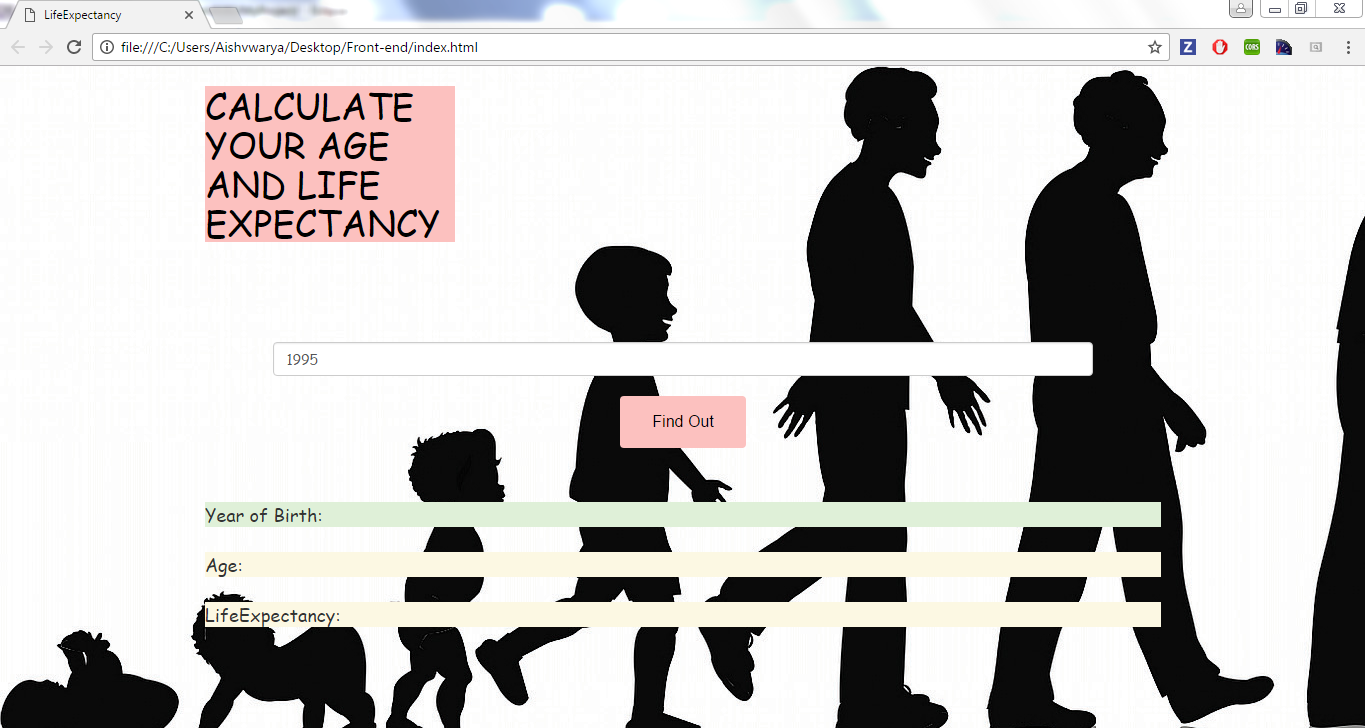 LifeExpectancy
file:///C:/Users/Aishvwarya/Desktop/Front-end/index.html
Z
CORS
CALCULATE
YOUR AGE
AND LIFE
EXPECTANCY
1995
Find Out
Year of Birth:
Age:
LifeExpectancy: